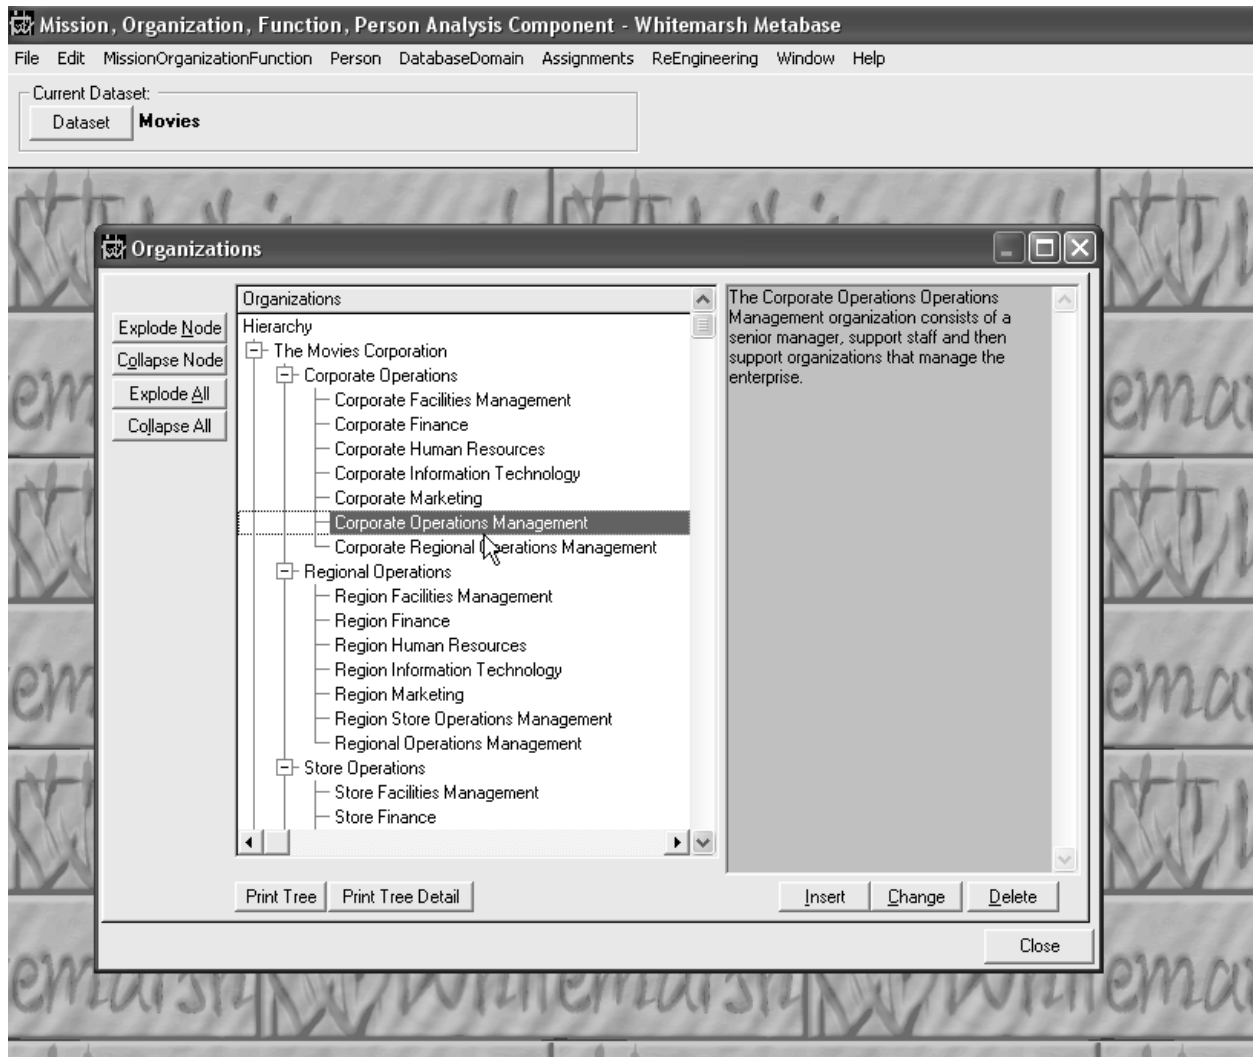 Mission, Organization, Function, Person Analysis Component - Whitemarsh Metabase
File Edit MissionOrganizationFunction Person DatabaseDomain Assignments ReEngineering Window Help
Current Dataset:
Dataset Movies
Organizations
Organizations
Hierarchy
The Movies Corporation
Corporate Operations
Corporate Facilities Management
Corporate Finance
Corporate Human Resources
Corporate Information Technology
Corporate Marketing
Corporate Operations Management
Corporate Regional Operations Management
Regional Operations
Region Facilities Management
Region Finance
Region Human Resources
Region Information Technology
Region Marketing
Region Store Operations Management
Regional Operations Management
Store Operations
Store Facilities Management
Store Finance
Explode Node
Collapse Node
Explode All
Collapse All
The Corporate Operations Operations
Management organization consists of a
senior manager, support staff and then
support organizations that manage the
enterprise.
Print Tree Print Tree Detail Insert Change Delete
Close